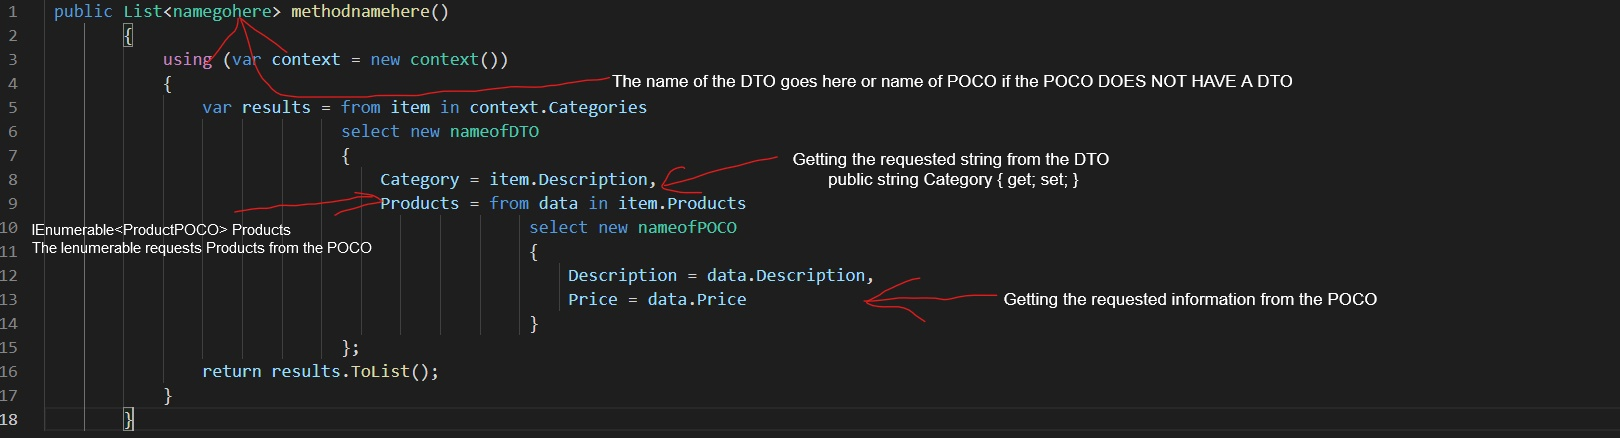 1 public List<namegohere> methodnamehere()
2 {
3 using (var context = new context())
4 {
The name of the DTO goes here or name of POCO if the POCO DOES NOT HAVE A DTO
5 var results = from item in context.Categories
6 select new nameofDTO
7 {
Getting the requested string from the DTO
public string Category { get; set; }
8 Category = item.Description,
9 Products = from data in item.Products
IEnumerable<ProductPOCO> Products
10 select new nameofPOCO
The Ienumerable requests Products from the POCO
11 {
12 Description = data.Description,
13 Price = data.Price
Getting the requested information from the POCO
14 }
15 };
16 return results.ToList();
17 }
18 }